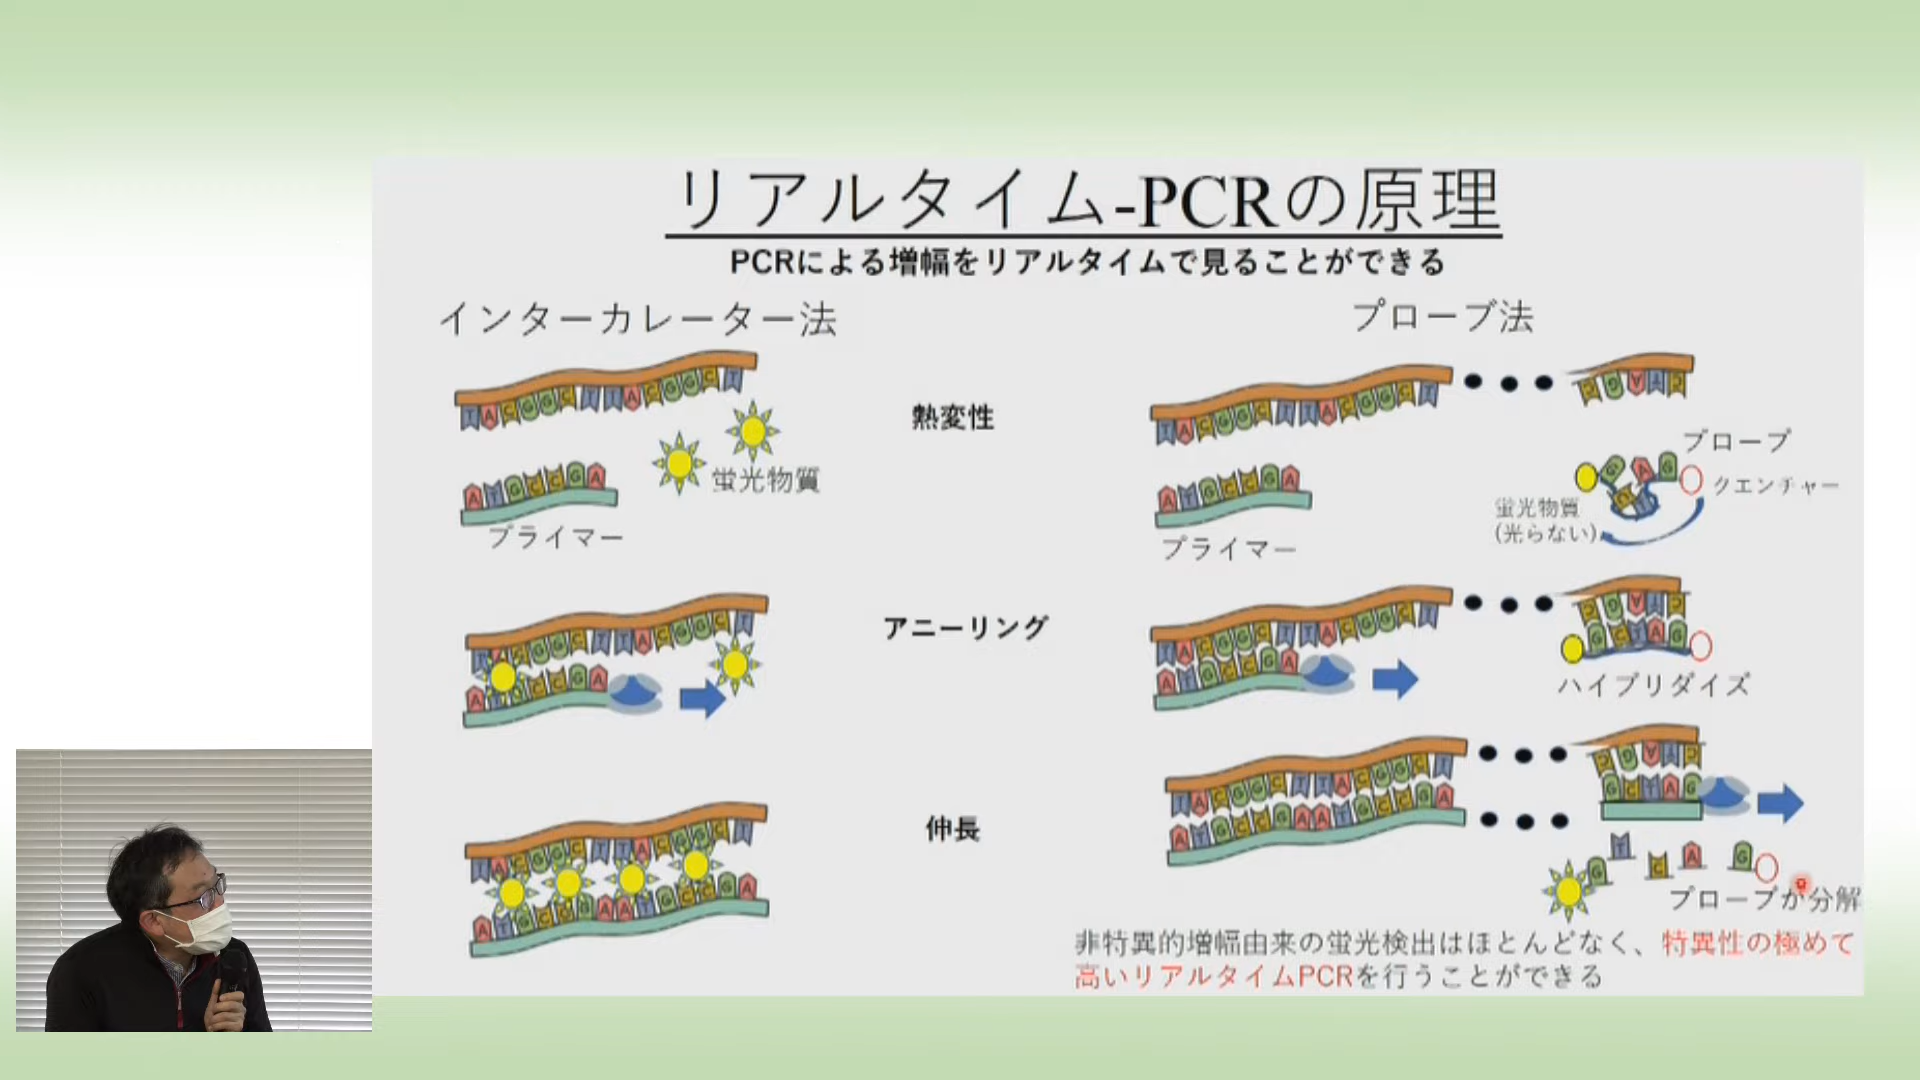 リアルタイム-PCRの原理
PCRによる増幅をリアルタイムで見ることができる
インターカレーター法
プローブ法
熱変性
蛍光物質
プライマー
プライマー
プローブ
クエンチャー
蛍光物質
(光らない)
アニーリング
ハイブリダイズ
伸長
プローブが分解
非特異的増幅由来の蛍光検出はほとんどなく、特異性の極めて
高いリアルタイムPCRを行うことができる